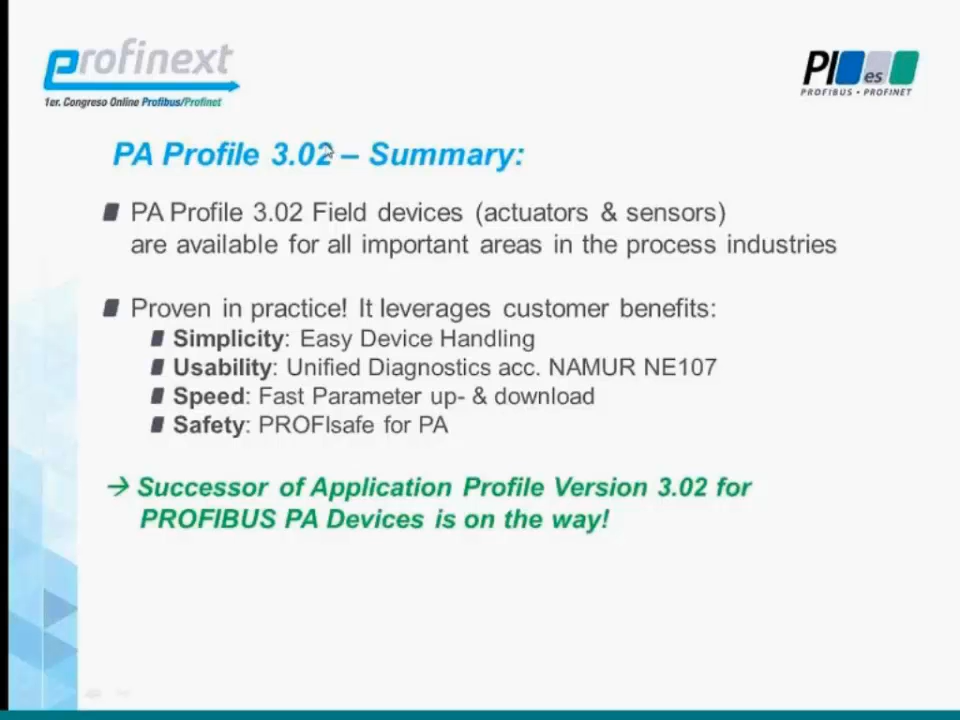 profinext
1er. Congreso Online Profibus/Profinet
PI es
PROFIBUS • PROFINET
PA Profile 3.02 – Summary:
PA Profile 3.02 Field devices (actuators & sensors)
are available for all important areas in the process industries
Proven in practice! It leverages customer benefits:
Simplicity: Easy Device Handling
Usability: Unified Diagnostics acc. NAMUR NE107
Speed: Fast Parameter up- & download
Safety: PROFIsafe for PA
→ Successor of Application Profile Version 3.02 for
PROFIBUS PA Devices is on the way!